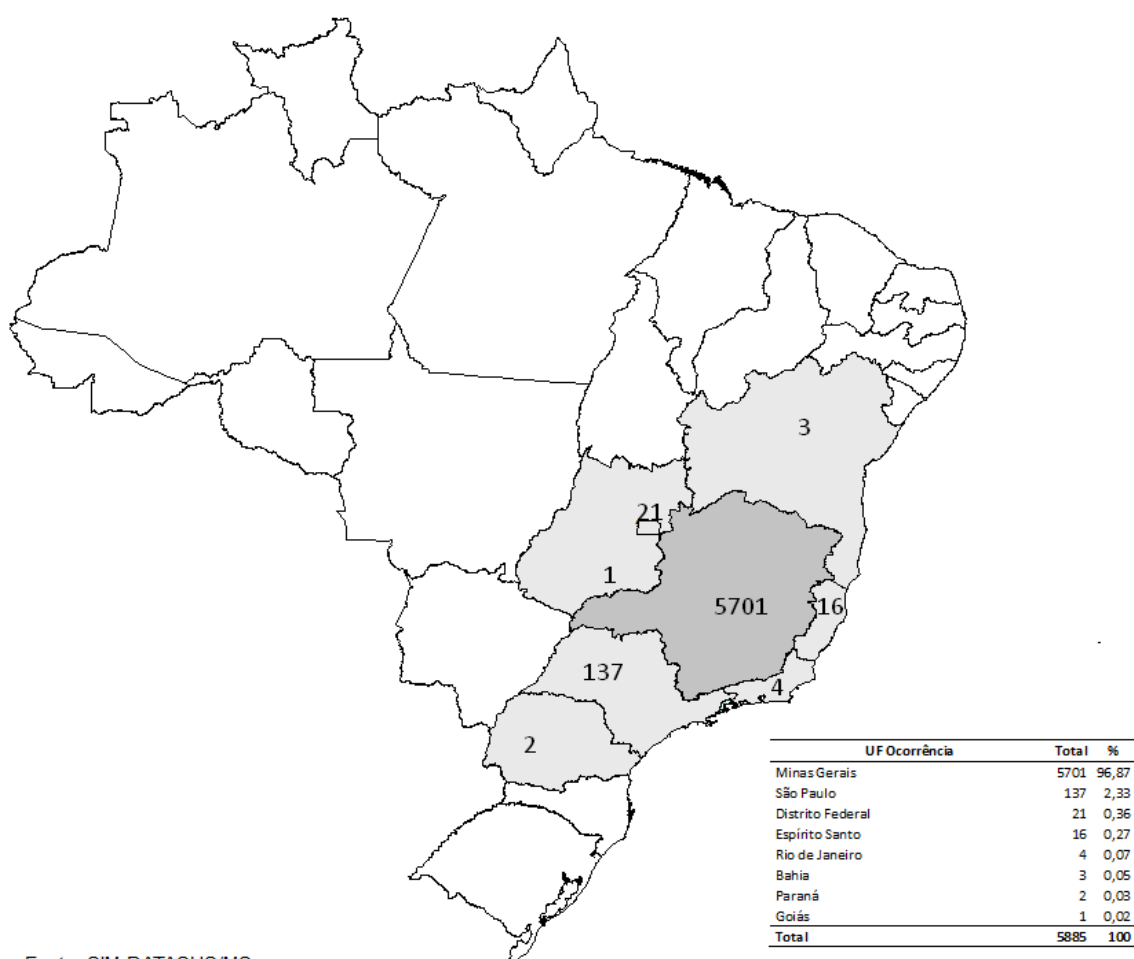 3
21
1
5701
16
137
4
2
UF Ocorrência Total %
Minas Gerais 5701 96,87
São Paulo 137 2,33
Distrito Federal 21 0,36
Espírito Santo 16 0,27
Rio de Janeiro 4 0,07
Bahia 3 0,05
Paraná 2 0,03
Goiás 1 0,02
Total 5885 100